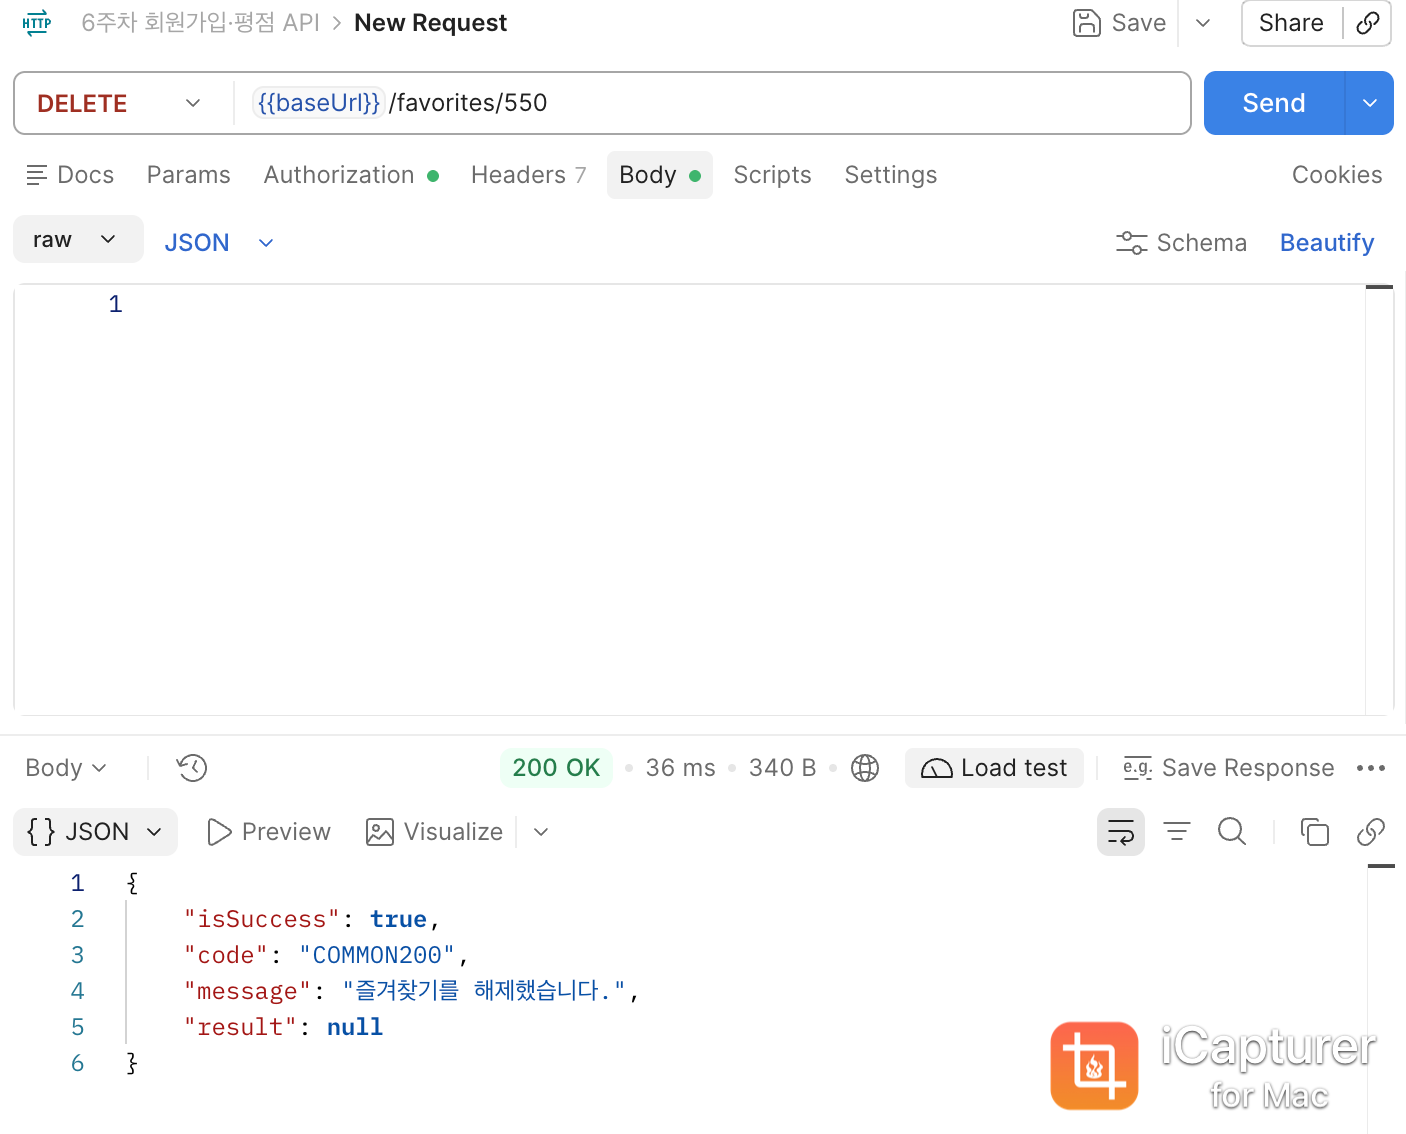 HTTP 6주차 회원가입·평점 API > New Request Save Share
DELETE {{baseUrl}} /favorites/550 Send
Docs Params Authorization Headers 7 Body Scripts Settings Cookies
raw JSON Schema Beautify
1
Body 200 OK 36 ms 340 B Load test e.g. Save Response
{ } JSON Preview Visualize
1 {
2 "isSuccess": true,
3 "code": "COMMON200",
4 "message": "즐겨찾기를 해제했습니다.",
5 "result": null
6 }
iCapturer
for Mac